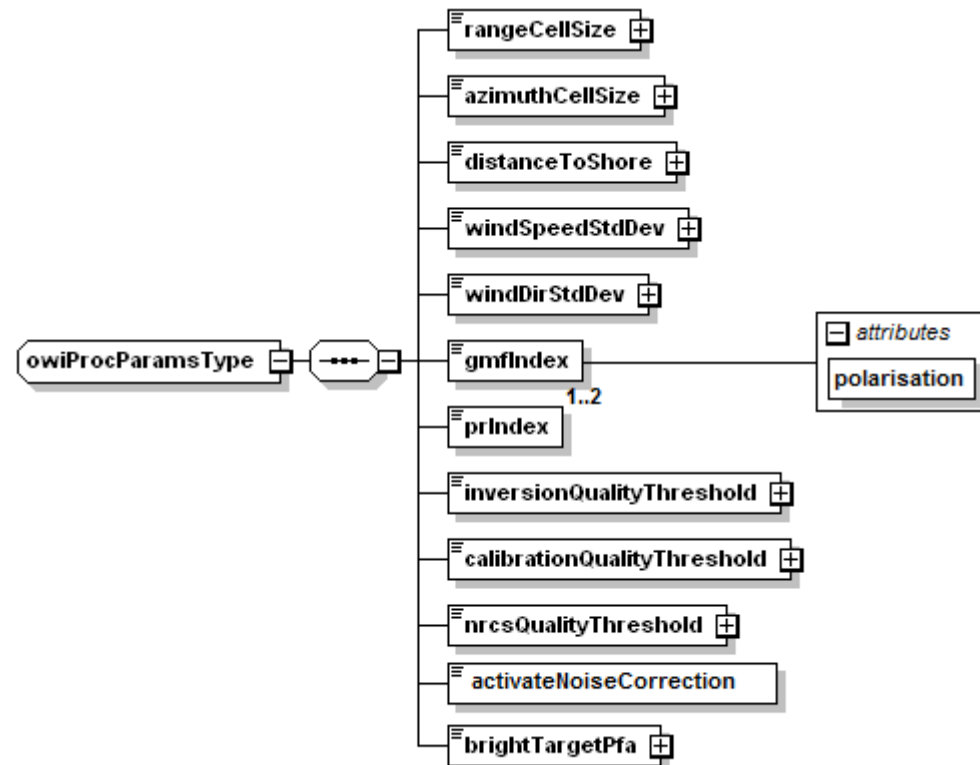 rangeCellSize
azimuthCellSize
distanceToShore
windSpeedStdDev
windDirStdDev
owiProcParamsType
gmfIndex
1..2
attributes
polarisation
prIndex
inversionQualityThreshold
calibrationQualityThreshold
nrcsQualityThreshold
activateNoiseCorrection
brightTargetPfa